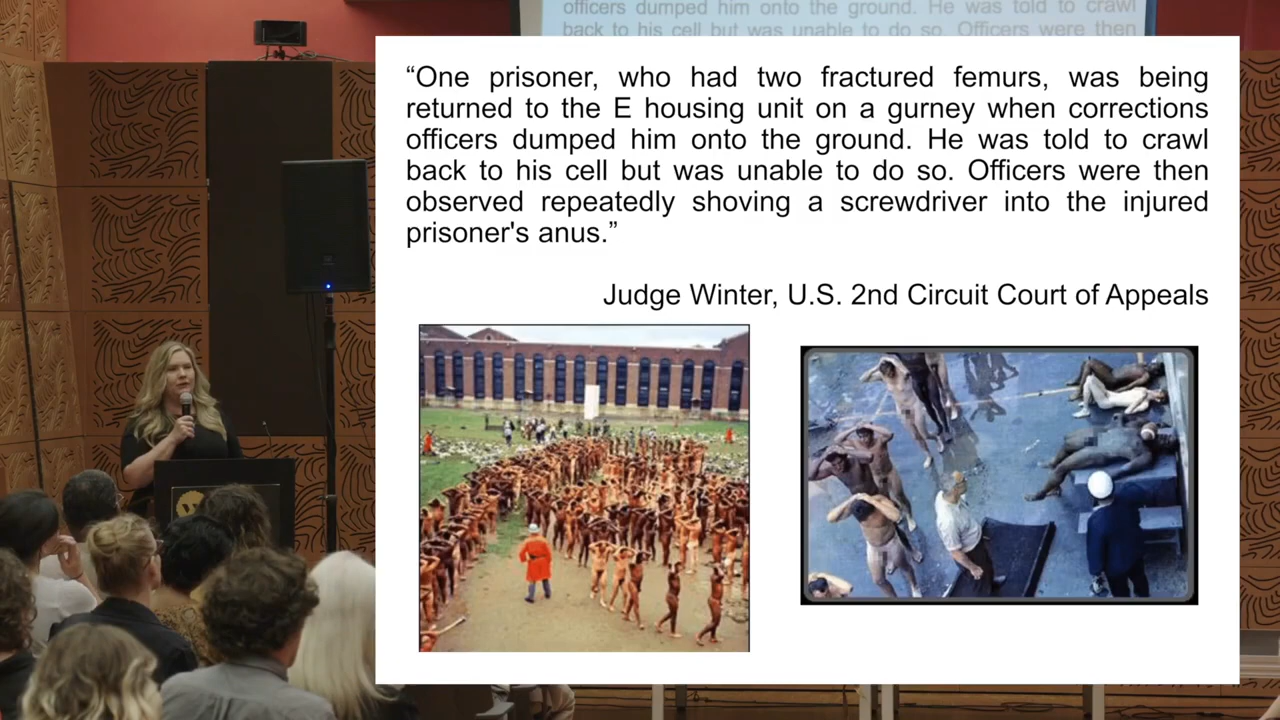 officers dumped him onto the ground. He was told to crawl
back to his cell but was unable to do so. Officers were then
“One prisoner, who had two fractured femurs, was being
returned to the E housing unit on a gurney when corrections
officers dumped him onto the ground. He was told to crawl
back to his cell but was unable to do so. Officers were then
observed repeatedly shoving a screwdriver into the injured
prisoner's anus.”
Judge Winter, U.S. 2nd Circuit Court of Appeals